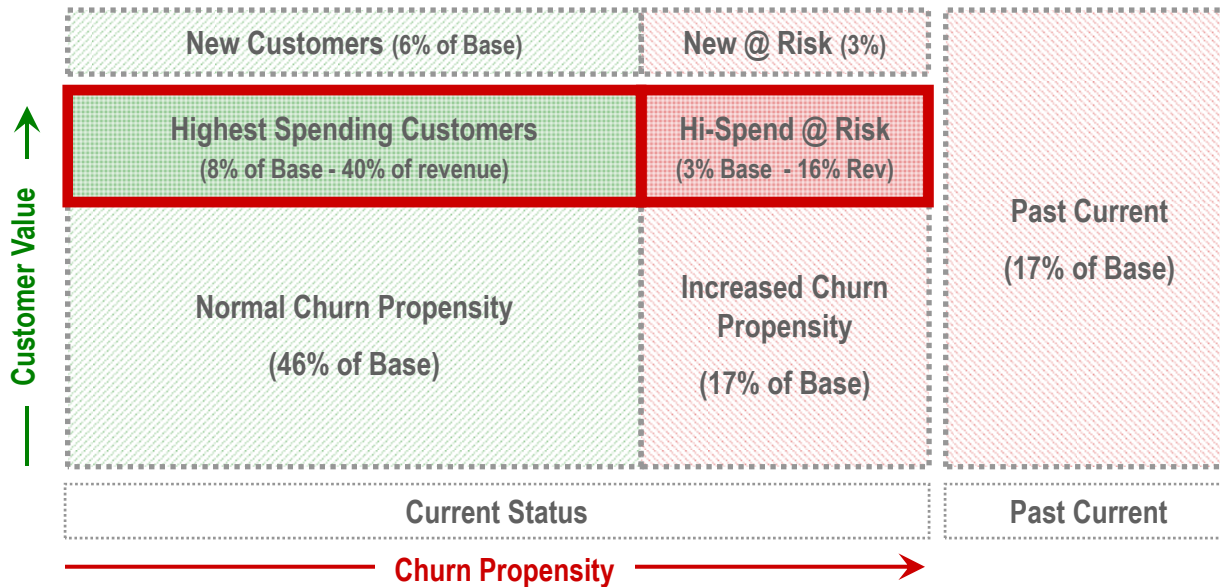 New Customers (6% of Base)
New @ Risk (3%)
Highest Spending Customers
(8% of Base - 40% of revenue)
Hi-Spend @ Risk
(3% Base - 16% Rev)
Past Current
(17% of Base)
Normal Churn Propensity
(46% of Base)
Increased Churn
Propensity
(17% of Base)
Customer Value
Current Status
Past Current
Churn Propensity